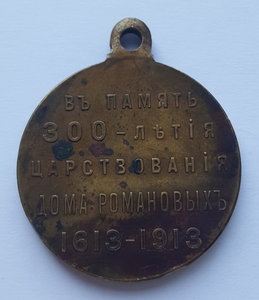 ВЪ ПАМЯТЬ
300-ЛѢТІЯ
ЦАРСТВОВАНІЯ
ДОМА РОМАНОВЫХЪ
1613-1913